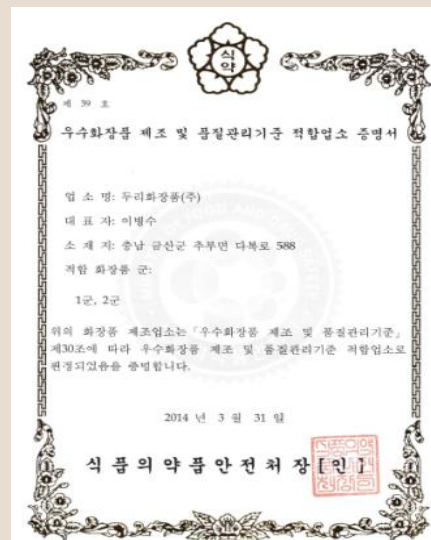 식
약
제 39 호
우수화장품 제조 및 품질관리기준 적합업소 증명서
업 소 명: 두리화장품(주)
대 표 자: 이병수
소 재 지: 충남 금산군 추부면 다복로 588
적합 화장품 군:
1군, 2군
위의 화장품 제조업소는 「우수화장품 제조 및 품질관리기준」
제30조에 따라 우수화장품 제조 및 품질관리기준 적합업소로
판정되었음을 증명합니다.
2014 년 3 월 31 일
식품의약품안전처장[인]